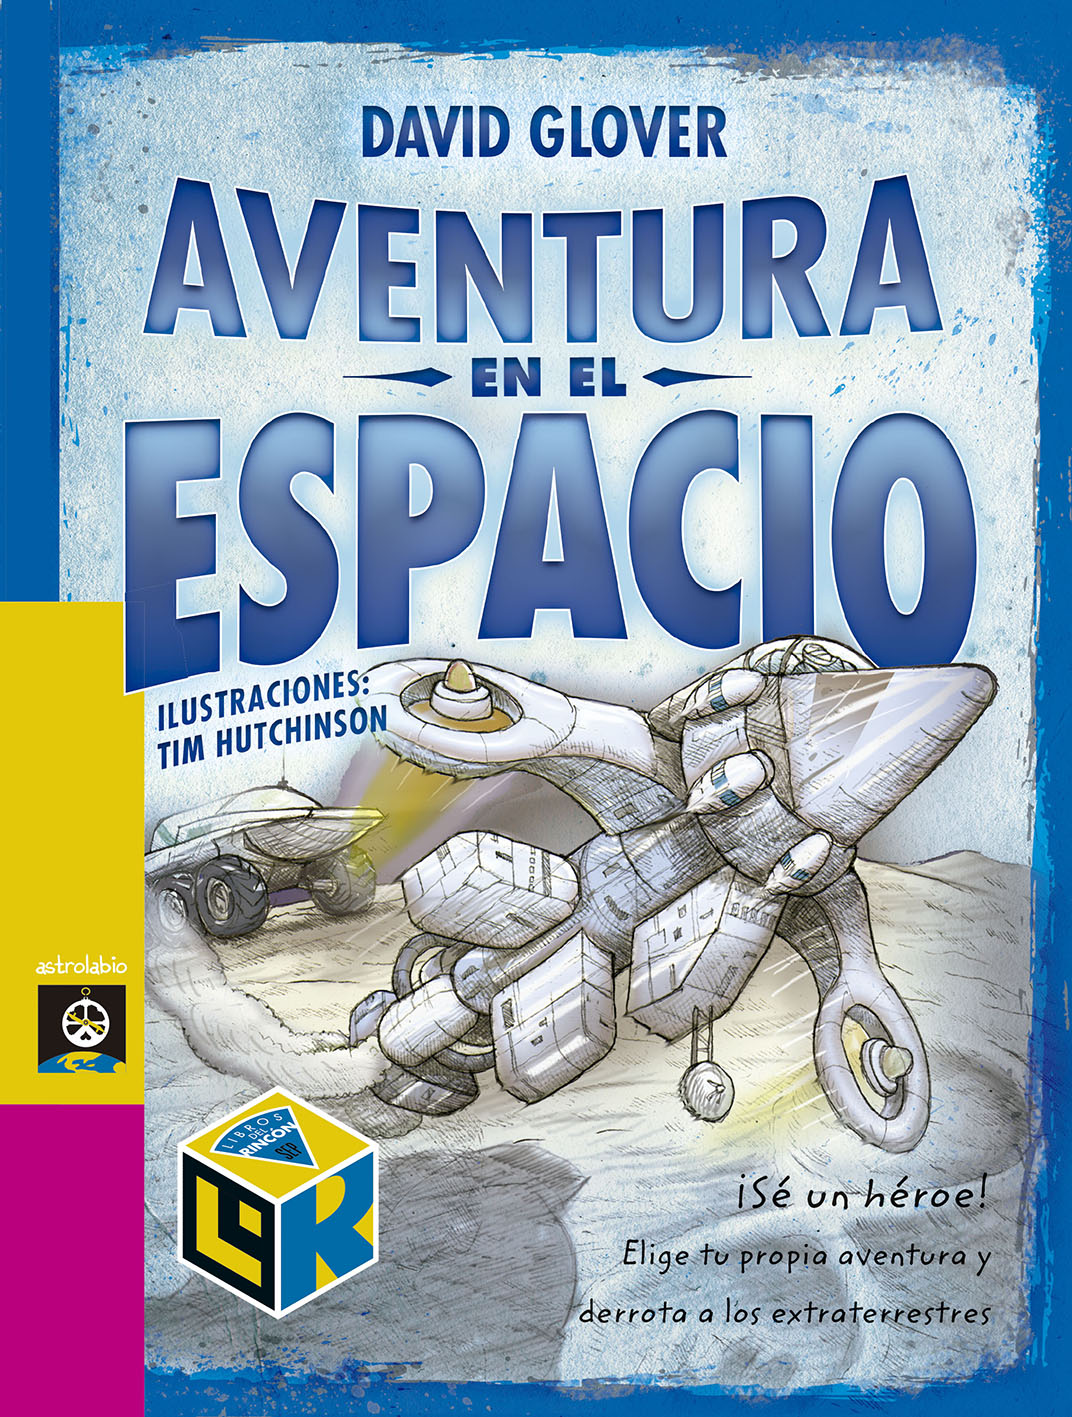 DAVID GLOVER
AVENTURA
EN EL
ESPACIO
ILUSTRACIONES:
TIM HUTCHINSON
astrolabio
LIBROS
DEL
RINCÓN
SEP
LR
¡Sé un héroe!
Elige tu propia aventura y
derrota a los extraterrestres